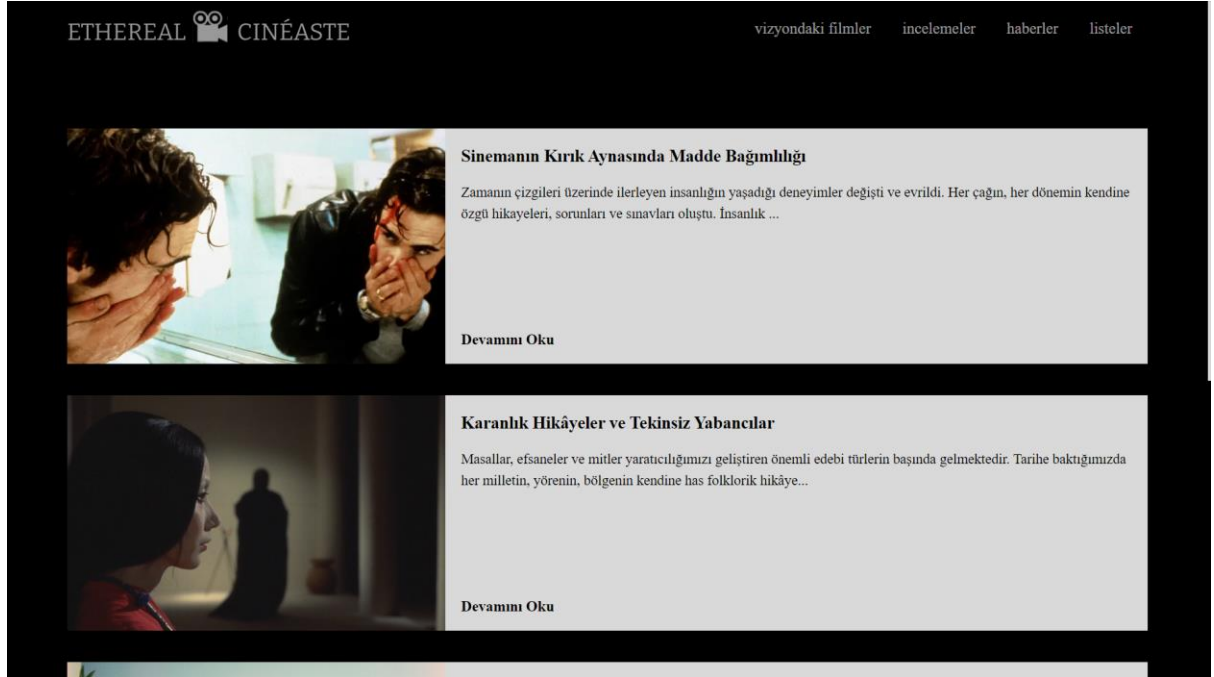 ETHEREAL CINÉASTE
vizyondaki filmler incelemeler haberler listeler
Sinemanın Kırık Aynasında Madde Bağımlılığı
Zamanın çizgileri üzerinde ilerleyen insanlığın yaşadığı deneyimler değişti ve evrildi. Her çağın, her dönemin kendine
özgü hikayeleri, sorunları ve sınavları oluştu. İnsanlık ...
Devamını Oku
Karanlık Hikâyeler ve Tekinsiz Yabancılar
Masallar, efsaneler ve mitler yaratıcılığımızı geliştiren önemli edebi türlerin başında gelmektedir. Tarihe baktığımızda
her milletin, yörenin, bölgenin kendine has folklorik hikâye...
Devamını Oku